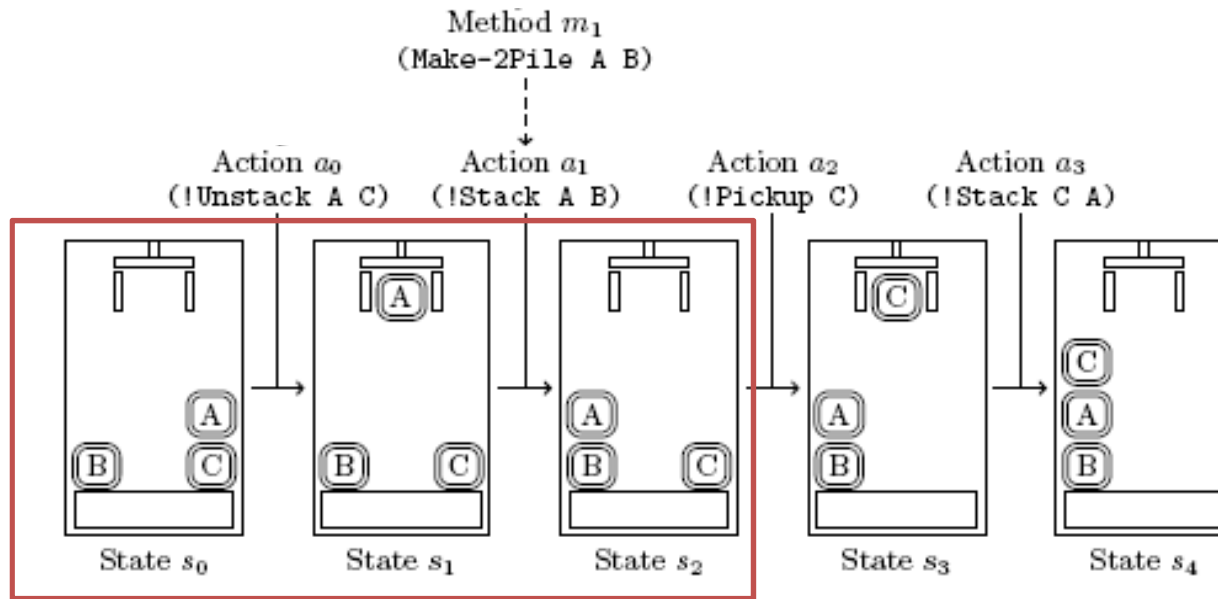 Method m₁
(Make-2Pile A B)
Action a₀
(!Unstack A C)
Action a₁
(!Stack A B)
Action a₂
(!Pickup C)
Action a₃
(!Stack C A)
A
C
C
A
A
A
A
B
C
B
C
B
C
B
B
State s₀
State s₁
State s₂
State s₃
State s₄